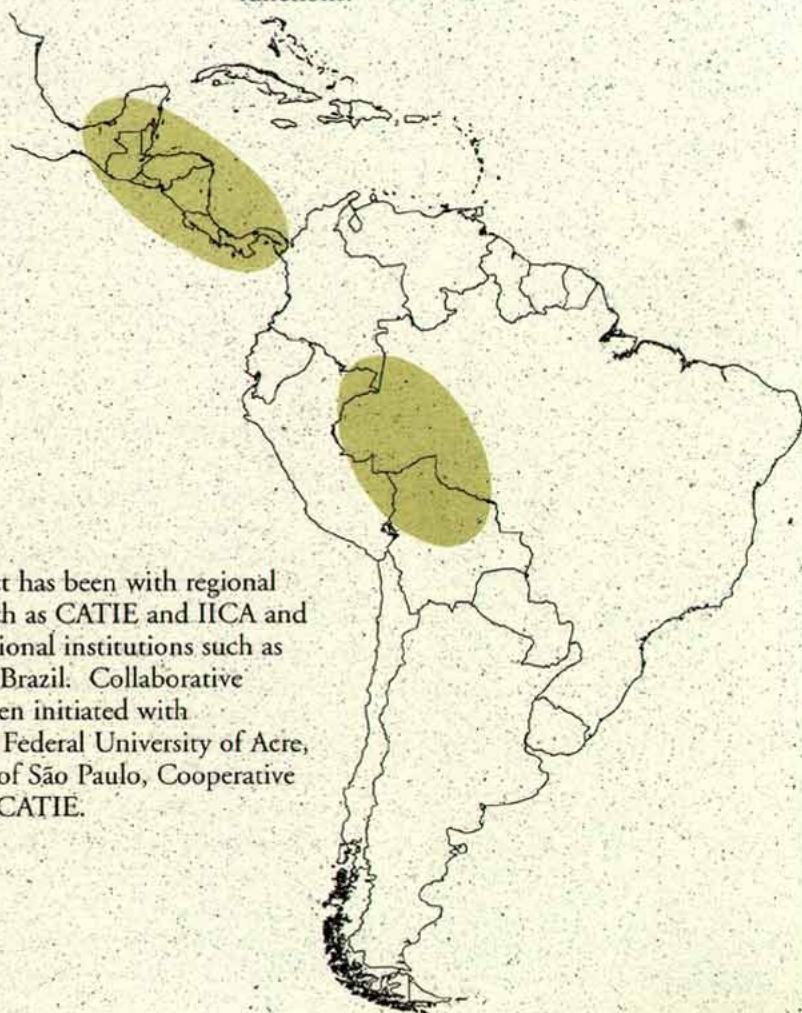 ct has been with regional
h as CATIE and IICA and
ional institutions such as
Brazil. Collaborative
en initiated with
Federal University of Acre,
of São Paulo, Cooperative
CATIE.